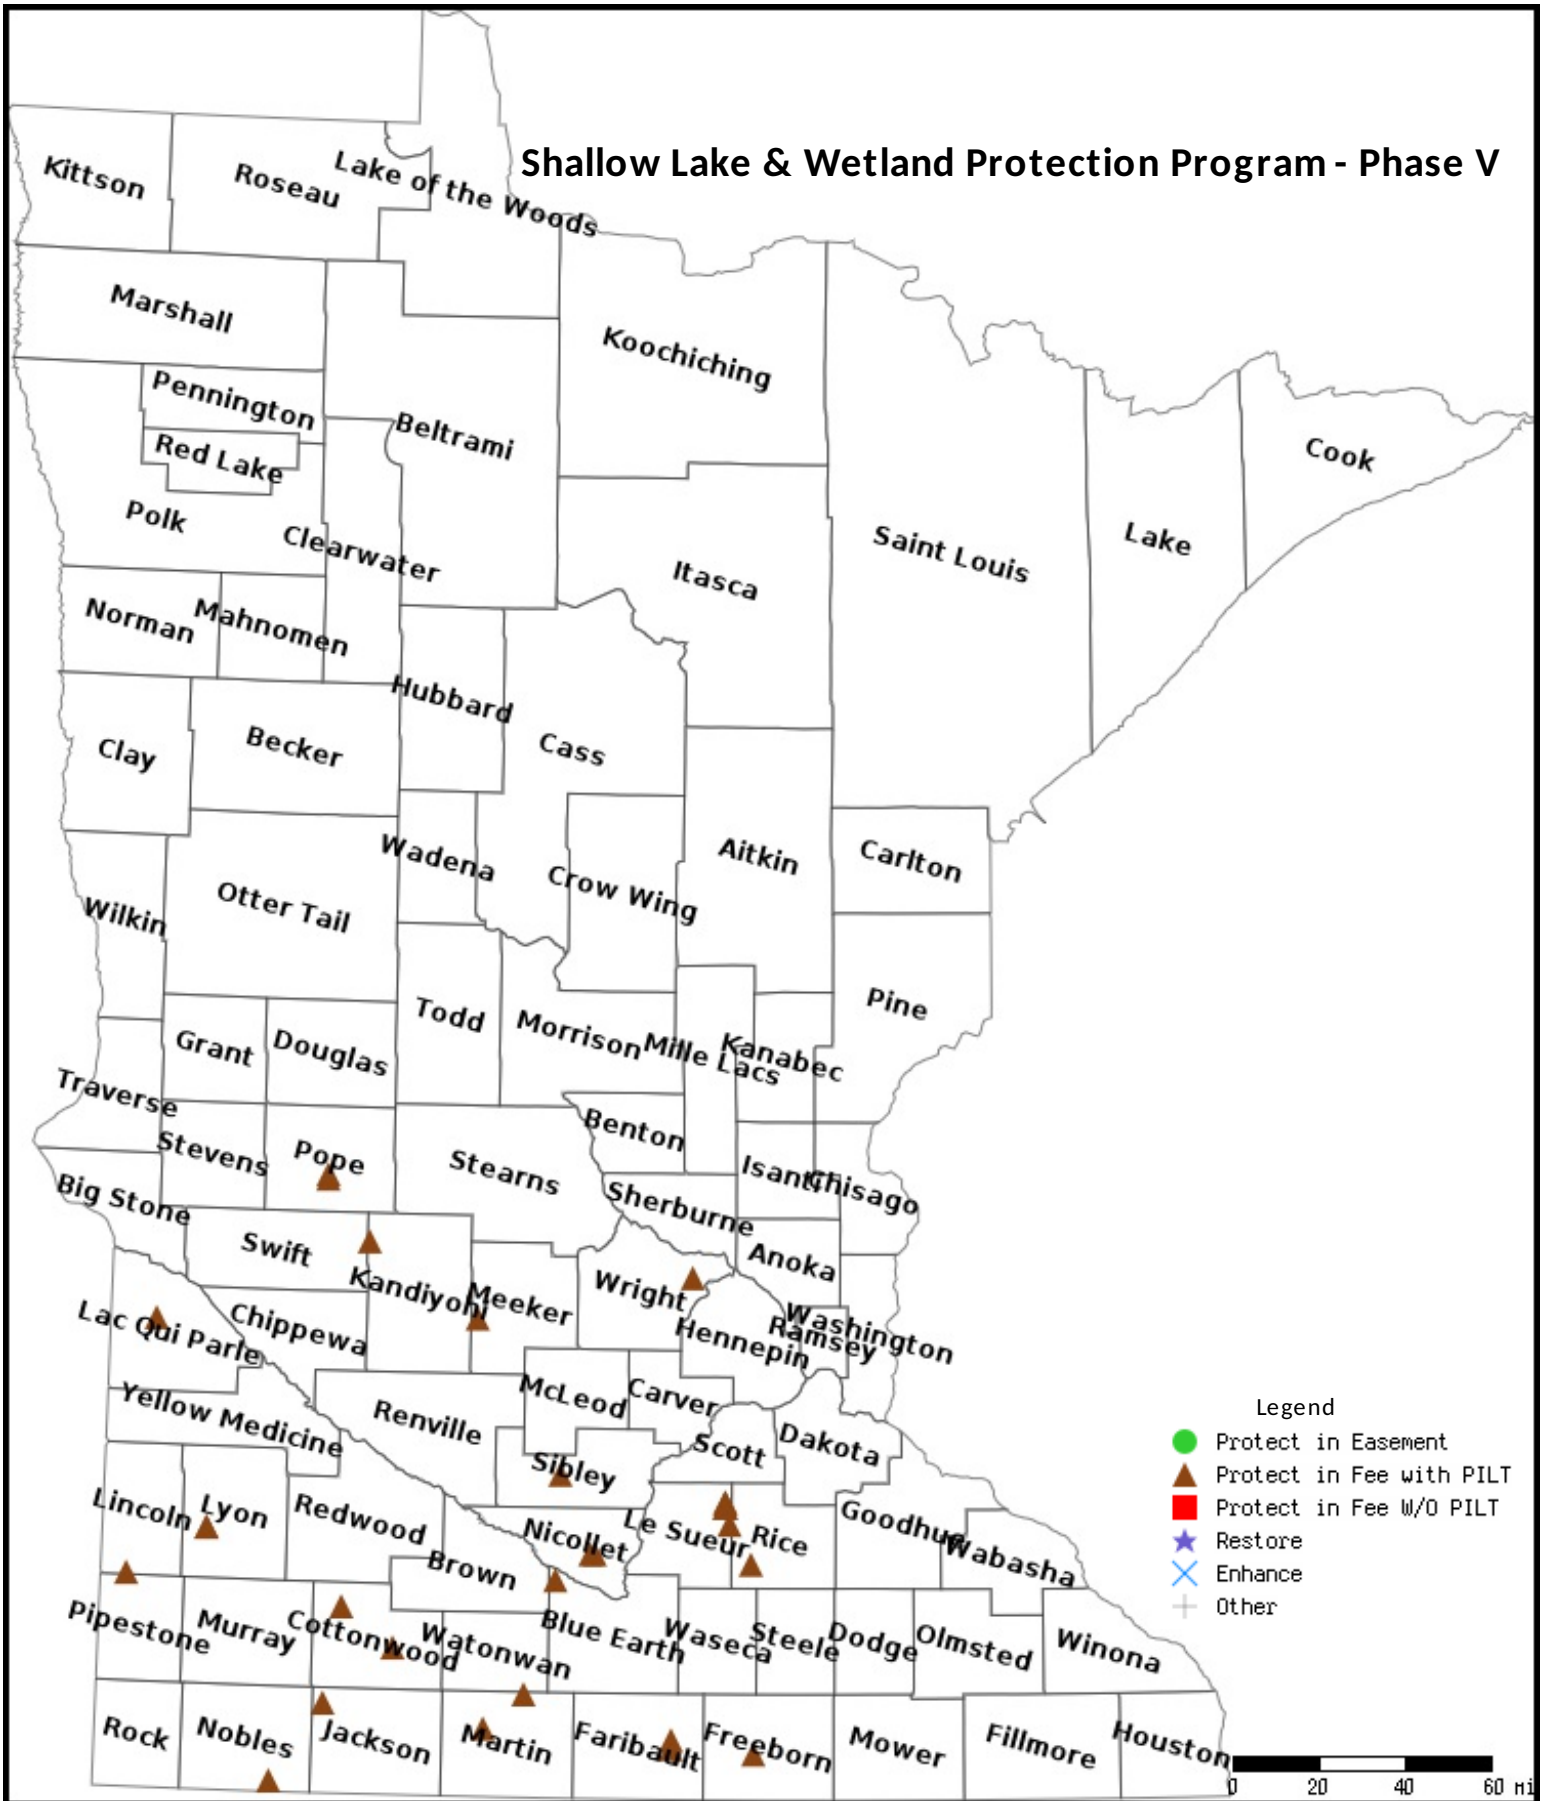 Shallow Lake & Wetland Protection Program - Phase V
Kittson
Roseau
Lake of the Woods
Marshall
Koochiching
Pennington
Beltrami
Red Lake
Cook
Polk
Clearwater
Saint Louis
Lake
Itasca
Norman
Mahnomen
Hubbard
Clay
Becker
Cass
Wadena
Aitkin
Carlton
Otter Tail
Crow Wing
Wilkin
Pine
Todd
Morrison
Mille Lacs
Kanabec
Grant
Douglas
Traverse
Benton
Stevens
Pope
Stearns
Isanti
Chisago
Big Stone
Sherburne
Swift
Anoka
Kandiyohi
Meeker
Wright
Washington
Ramsey
Hennepin
Lac Qui Parle
Chippewa
McLeod
Carver
Yellow Medicine
Renville
Scott
Dakota
Sibley
Lincoln
Lyon
Redwood
Nicollet
Le Sueur
Rice
Goodhue
Wabasha
Brown
Pipestone
Murray
Cottonwood
Watonwan
Blue Earth
Waseca
Steele
Dodge
Olmsted
Winona
Rock
Nobles
Jackson
Martin
Faribault
Freeborn
Mower
Fillmore
Houston
Legend
Protect in Easement
Protect in Fee with PILT
Protect in Fee W/O PILT
Restore
Enhance
Other
0 20 40 60 mi